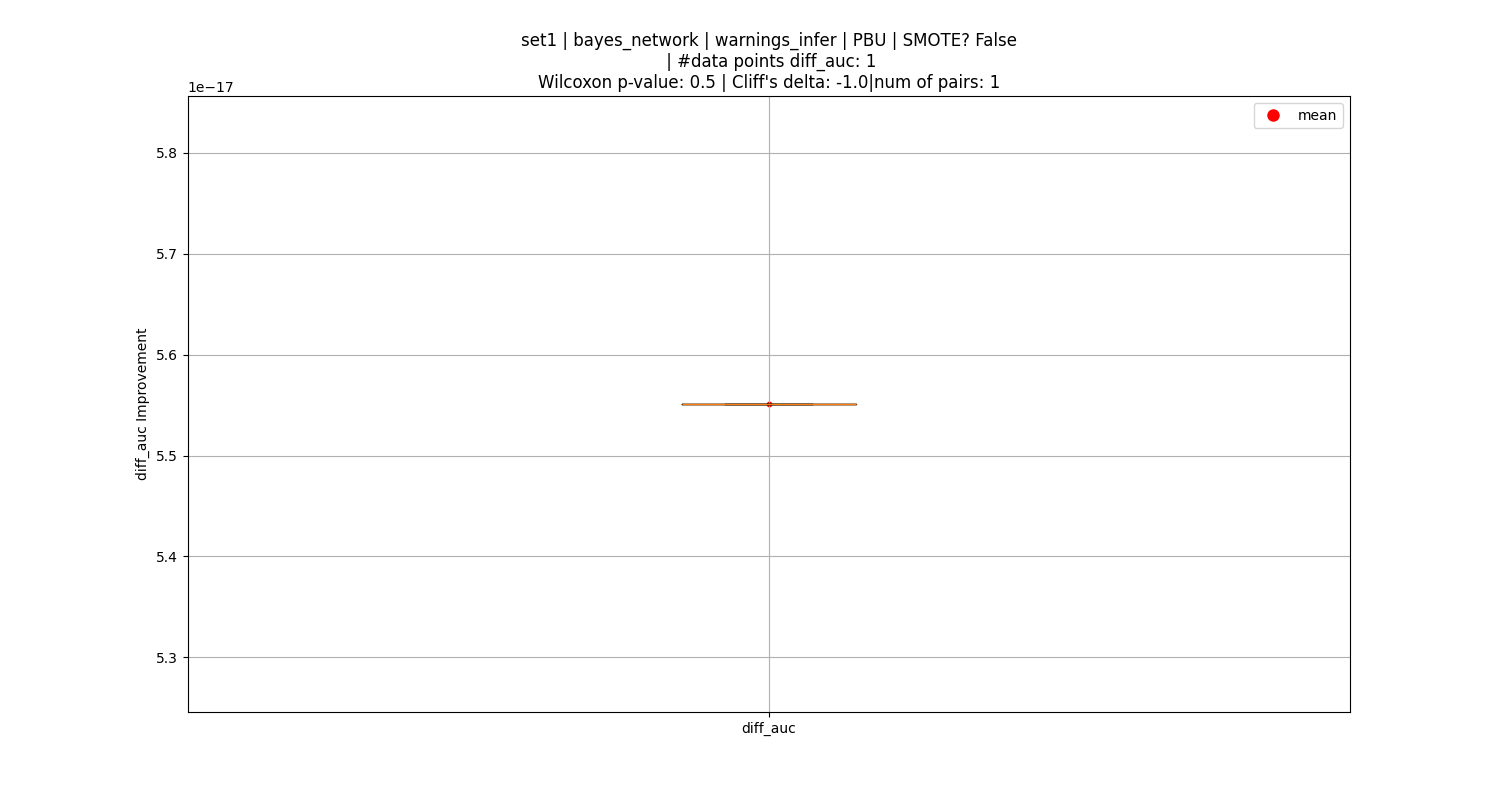 set1 | bayes_network | warnings_infer | PBU | SMOTE? False
| #data points diff_auc: 1
Wilcoxon p-value: 0.5 | Cliff's delta: -1.0|num of pairs: 1
1e−17
mean
5.8
5.7
5.6
5.5
5.4
5.3
diff_auc Improvement
diff_auc